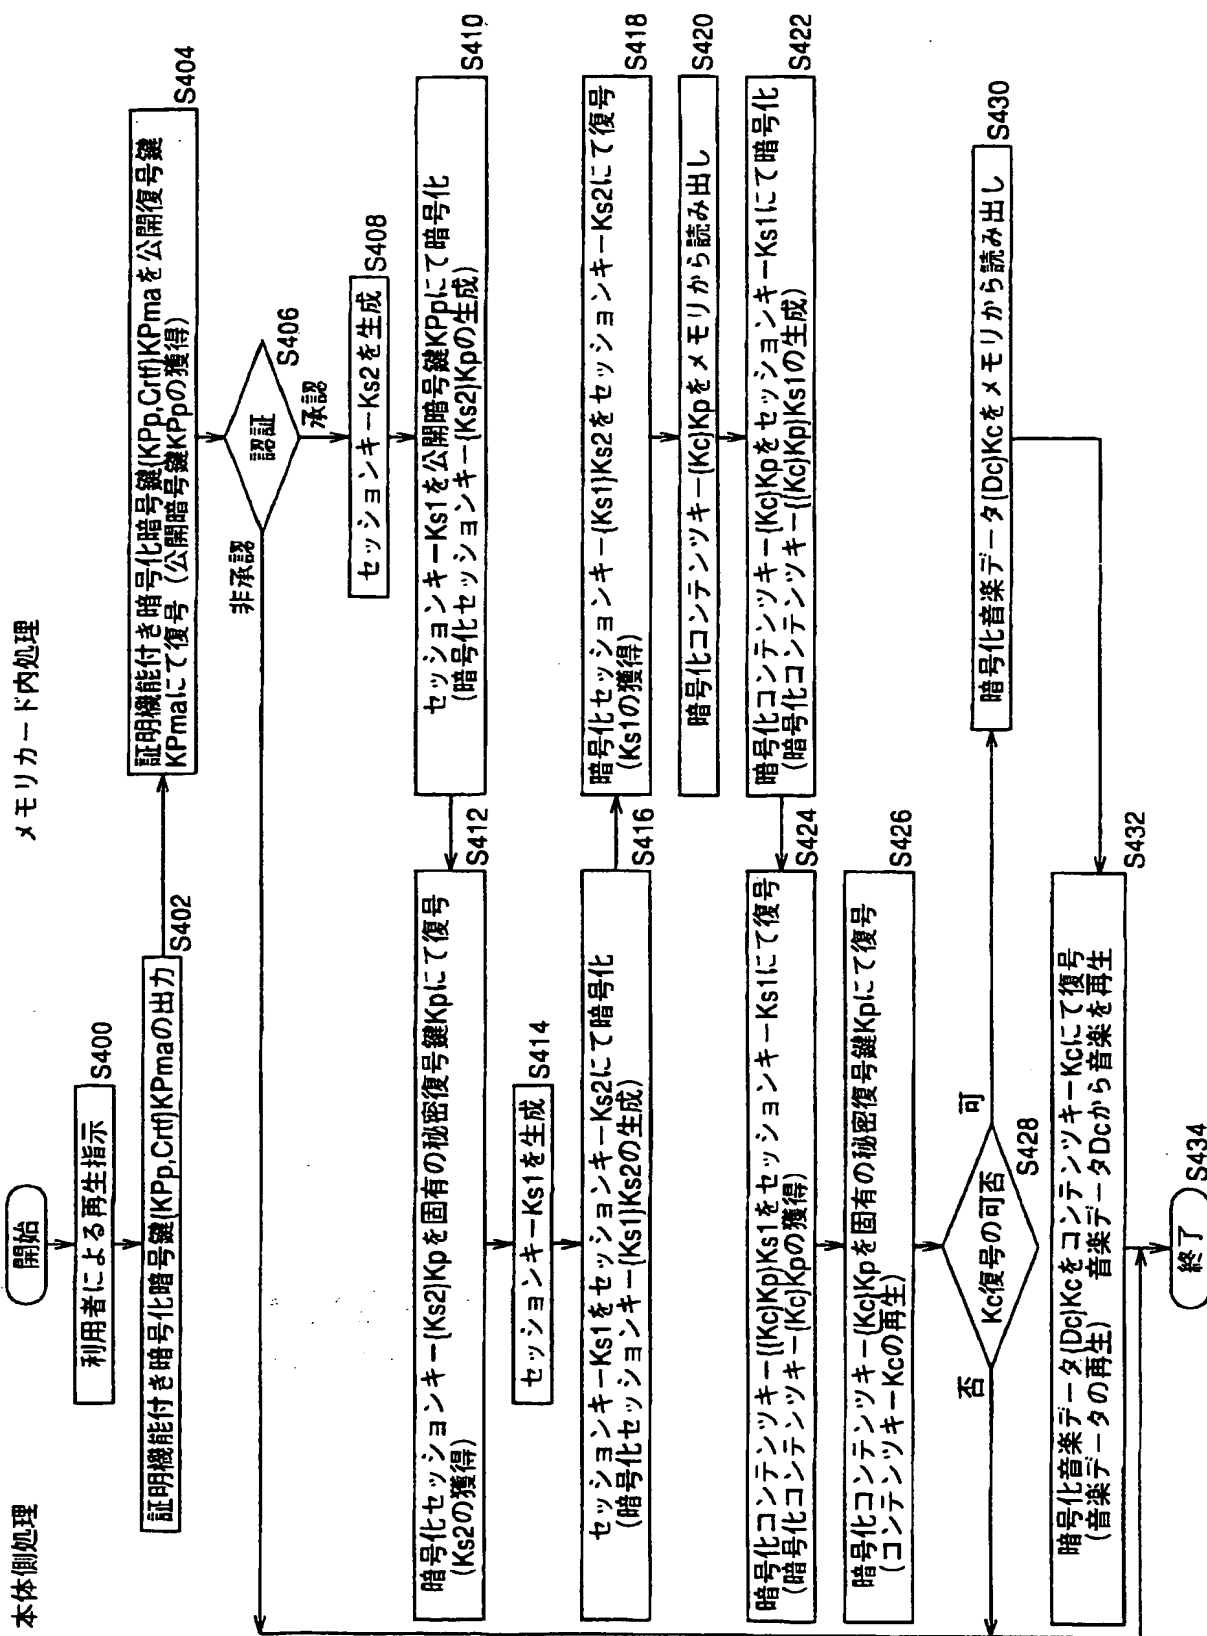 本体側処理
メモリカード内処理
開始
利用者による再生指示
S400
証明機能付き暗号化暗号鍵{KPp,Crtf}KPmaの出力
S402
証明機能付き暗号化暗号鍵{KPp,Crtf}KPmaを公開復号鍵
KPmaにて復号（公開暗号鍵KPpの獲得）
S404
認証
S406
非承認
承認
セッションキーKs2を生成
S408
セッションキーKs1を公開暗号鍵KPpにて暗号化
(暗号化セッションキー{Ks2}Kpの生成)
S410
暗号化セッションキー{Ks2}Kpを固有の秘密復号鍵Kpにて復号
(Ks2の獲得)
S412
セッションキーKs1を生成
S414
セッションキーKs1をセッションキーKs2にて暗号化
(暗号化セッションキー{Ks1}Ks2の生成)
S416
暗号化セッションキー{Ks1}Ks2をセッションキーKs2にて復号
(Ks1の獲得)
S418
暗号化コンテンツキー{Kc}Kpをメモリから読み出し
S420
暗号化コンテンツキー{Kc}KpをセッションキーKs1にて暗号化
(暗号化コンテンツキー{{Kc}Kp}Ks1の生成)
S422
暗号化コンテンツキー{{Kc}Kp}Ks1をセッションキーKs1にて復号
(暗号化コンテンツキー{Kc}Kpの獲得)
S424
暗号化コンテンツキー{Kc}Kpを固有の秘密復号鍵Kpにて復号
(コンテンツキーKcの再生)
S426
Kc復号の可否
S428
否
可
暗号化音楽データ{Dc}Kcをメモリから読み出し
S430
暗号化音楽データ{Dc}KcをコンテンツキーKcにて復号
(音楽データの再生) 音楽データDcから音楽を再生
S432
終了
S434